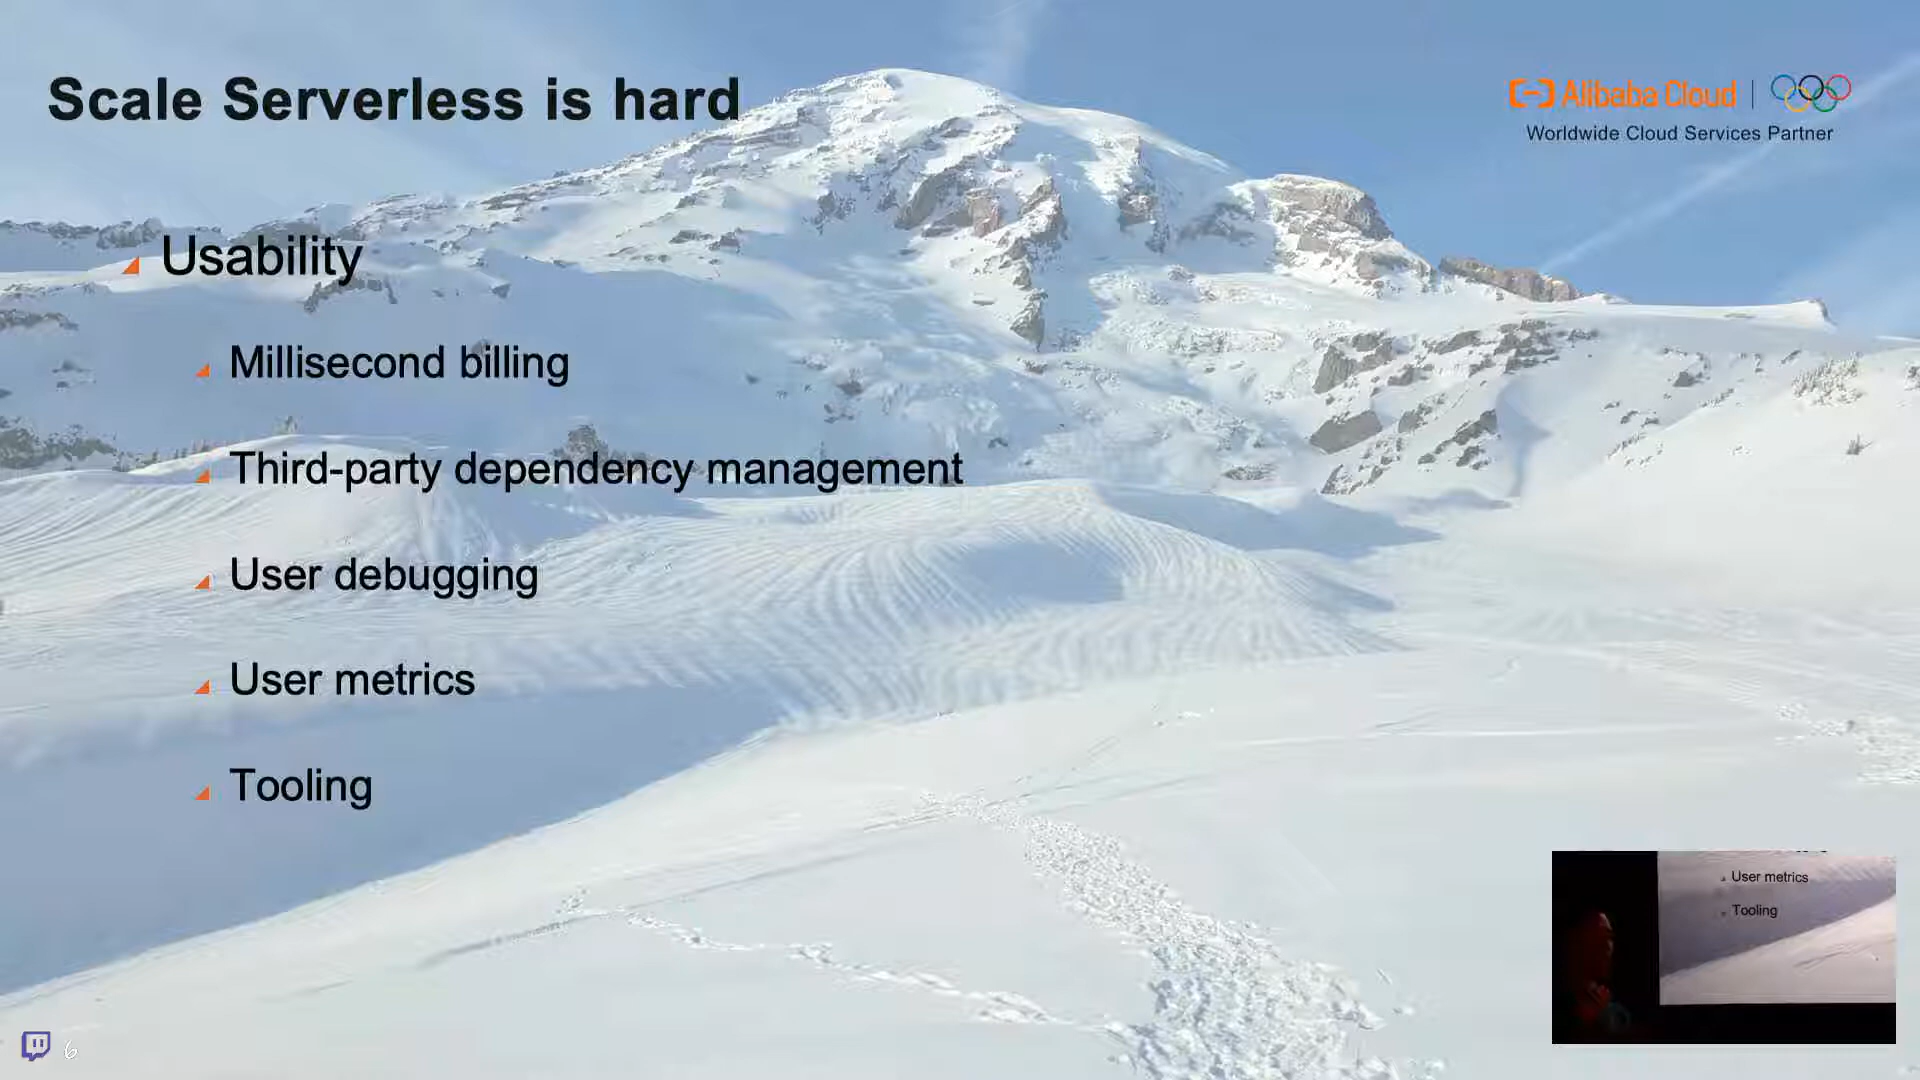 Scale Serverless is hard
Alibaba Cloud
Worldwide Cloud Services Partner
Usability
Millisecond billing
Third-party dependency management
User debugging
User metrics
Tooling
User metrics
Tooling
6